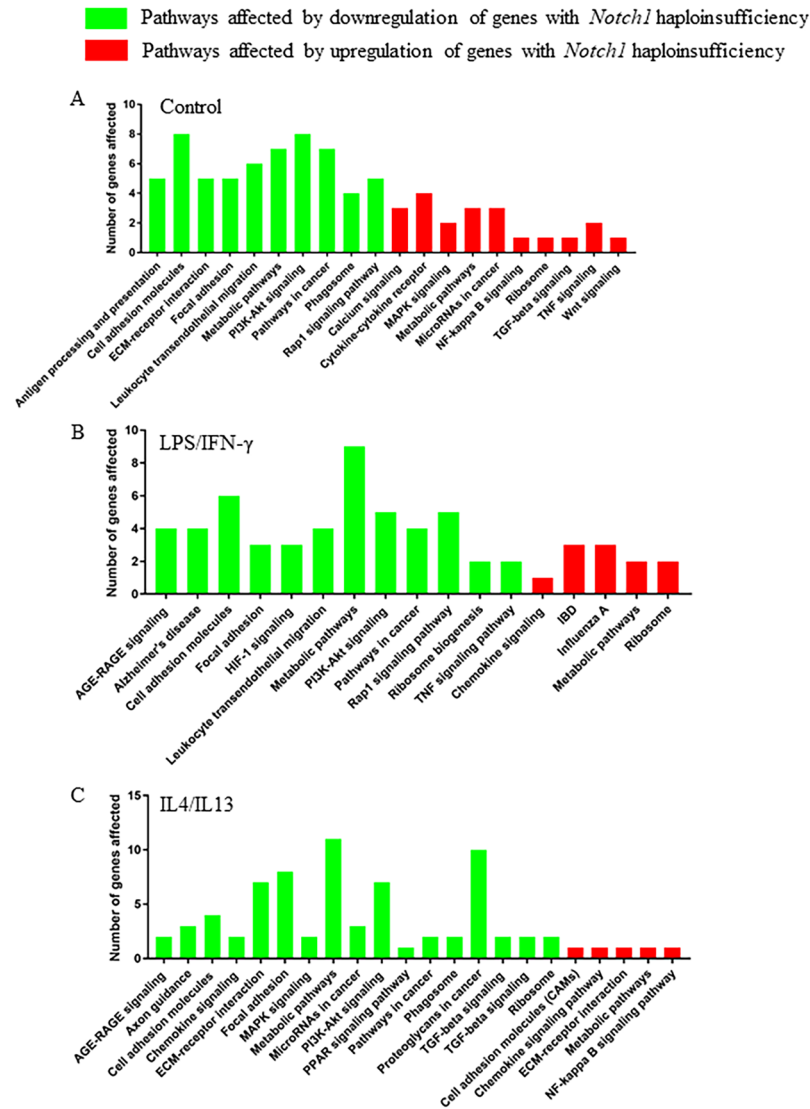 Pathways affected by downregulation of genes with Notch1 haploinsufficiency
Pathways affected by upregulation of genes with Notch1 haploinsufficiency
A
Control
Number of genes affected
10
8
6
4
2
0
Antigen processing and presentation
Cell adhesion molecules
ECM-receptor interaction
Focal adhesion
Leukocyte transendothelial migration
Metabolic pathways
PI3K-Akt signaling
Pathways in cancer
Phagosome
Rap1 signaling pathway
Calcium signaling
Cytokine-cytokine receptor
MAPK signaling
Metabolic pathways
MicroRNAs in cancer
NF-kappa B signaling
Ribosome
TGF-beta signaling
TNF signaling
Wnt signaling
B
LPS/IFN-γ
Number of genes affected
10
8
6
4
2
0
AGE-RAGE signaling
Alzheimer's disease
Cell adhesion molecules
Focal adhesion
HIF-1 signaling
Leukocyte transendothelial migration
Metabolic pathways
PI3K-Akt signaling
Pathways in cancer
Rap1 signaling pathway
Ribosome biogenesis
TNF signaling pathway
Chemokine signaling
IBD
Influenza A
Metabolic pathways
Ribosome
C
IL4/IL13
Number of genes affected
15
10
5
0
AGE-RAGE signaling
Axon guidance
Cell adhesion molecules
Chemokine signaling
ECM-receptor interaction
Focal adhesion
MAPK signaling
Metabolic pathways
MicroRNAs in cancer
PI3K-Akt signaling
PPAR signaling pathway
Pathways in cancer
Phagosome
Proteoglycans in cancer
TGF-beta signaling
TGF-beta signaling
Ribosome
Cell adhesion molecules (CAMs)
Chemokine signaling pathway
ECM-receptor interaction
Metabolic pathways
NF-kappa B signaling pathway